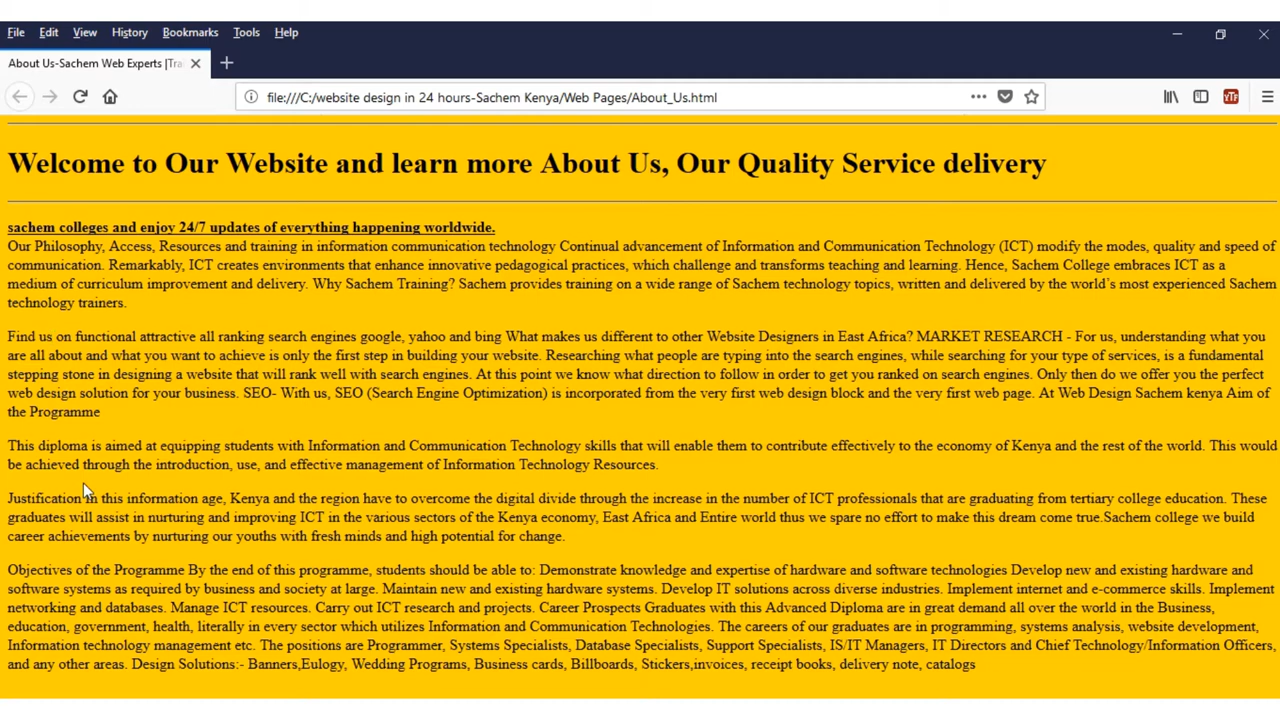 File Edit View History Bookmarks Tools Help
About Us-Sachem Web Experts |Tra
file:///C:/website design in 24 hours-Sachem Kenya/Web Pages/About_Us.html
YTF
Welcome to Our Website and learn more About Us, Our Quality Service delivery
sachem colleges and enjoy 24/7 updates of everything happening worldwide.
Our Philosophy, Access, Resources and training in information communication technology Continual advancement of Information and Communication Technology (ICT) modify the modes, quality and speed of
communication. Remarkably, ICT creates environments that enhance innovative pedagogical practices, which challenge and transforms teaching and learning. Hence, Sachem College embraces ICT as a
medium of curriculum improvement and delivery. Why Sachem Training? Sachem provides training on a wide range of Sachem technology topics, written and delivered by the world’s most experienced Sachem
technology trainers.
Find us on functional attractive all ranking search engines google, yahoo and bing What makes us different to other Website Designers in East Africa? MARKET RESEARCH - For us, understanding what you
are all about and what you want to achieve is only the first step in building your website. Researching what people are typing into the search engines, while searching for your type of services, is a fundamental
stepping stone in designing a website that will rank well with search engines. At this point we know what direction to follow in order to get you ranked on search engines. Only then do we offer you the perfect
web design solution for your business. SEO- With us, SEO (Search Engine Optimization) is incorporated from the very first web design block and the very first web page. At Web Design Sachem kenya Aim of
the Programme
This diploma is aimed at equipping students with Information and Communication Technology skills that will enable them to contribute effectively to the economy of Kenya and the rest of the world. This would
be achieved through the introduction, use, and effective management of Information Technology Resources.
Justification In this information age, Kenya and the region have to overcome the digital divide through the increase in the number of ICT professionals that are graduating from tertiary college education. These
graduates will assist in nurturing and improving ICT in the various sectors of the Kenya economy, East Africa and Entire world thus we spare no effort to make this dream come true.Sachem college we build
career achievements by nurturing our youths with fresh minds and high potential for change.
Objectives of the Programme By the end of this programme, students should be able to: Demonstrate knowledge and expertise of hardware and software technologies Develop new and existing hardware and
software systems as required by business and society at large. Maintain new and existing hardware systems. Develop IT solutions across diverse industries. Implement internet and e-commerce skills. Implement
networking and databases. Manage ICT resources. Carry out ICT research and projects. Career Prospects Graduates with this Advanced Diploma are in great demand all over the world in the Business,
education, government, health, literally in every sector which utilizes Information and Communication Technologies. The careers of our graduates are in programming, systems analysis, website development,
Information technology management etc. The positions are Programmer, Systems Specialists, Database Specialists, Support Specialists, IS/IT Managers, IT Directors and Chief Technology/Information Officers,
and any other areas. Design Solutions:- Banners,Eulogy, Wedding Programs, Business cards, Billboards, Stickers,invoices, receipt books, delivery note, catalogs